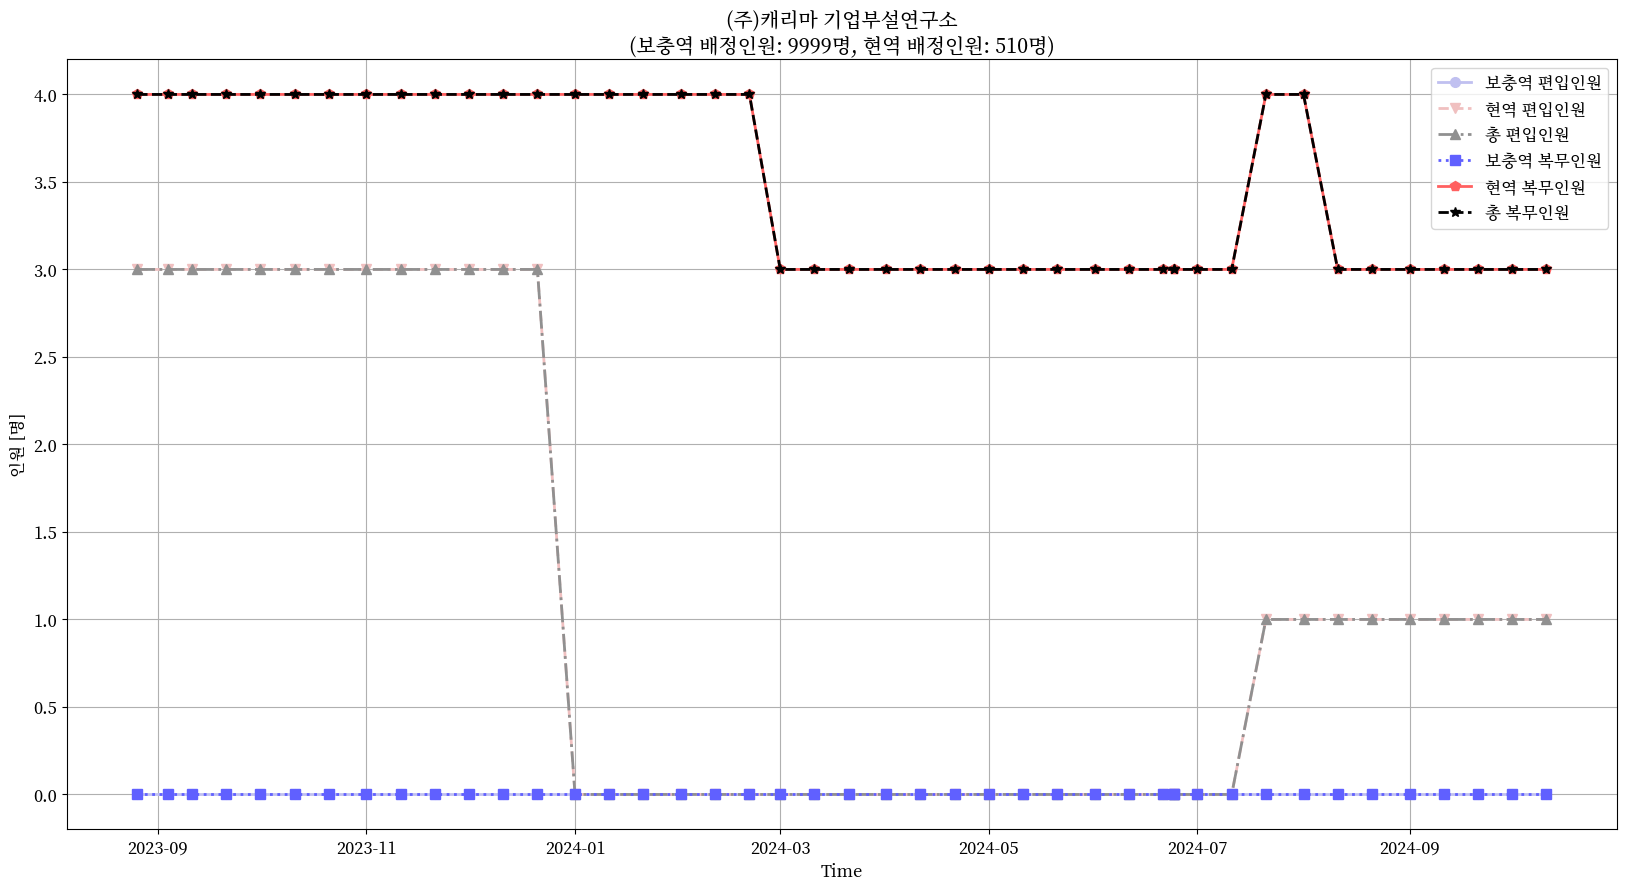 (주)캐리마 기업부설연구소
(보충역 배정인원: 9999명, 현역 배정인원: 510명)
보충역 편입인원
현역 편입인원
총 편입인원
보충역 복무인원
현역 복무인원
총 복무인원
인원 [명]
4.0
3.5
3.0
2.5
2.0
1.5
1.0
0.5
0.0
2023-09
2023-11
2024-01
2024-03
2024-05
2024-07
2024-09
Time